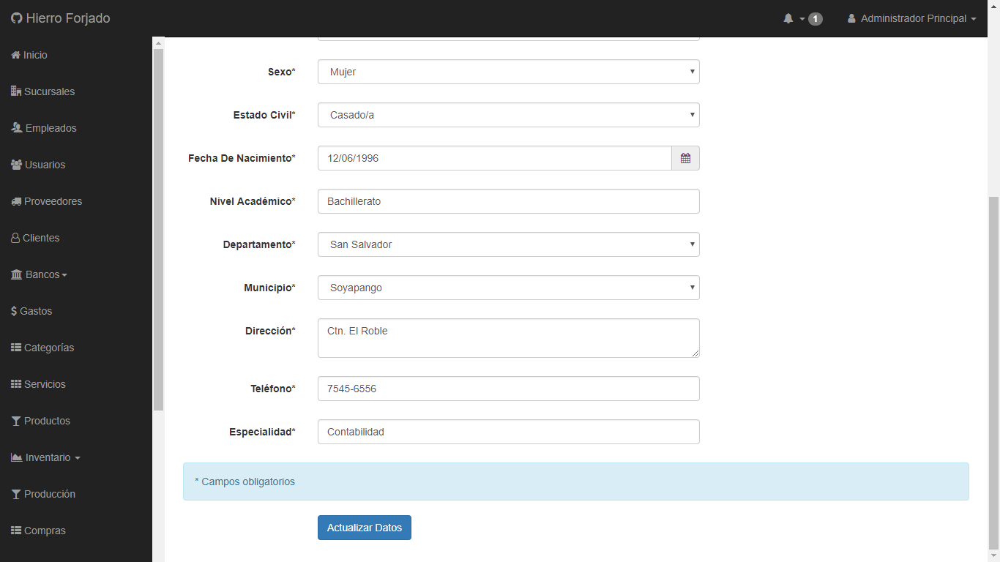 Hierro Forjado
1
Administrador Principal
Inicio
Sucursales
Empleados
Usuarios
Proveedores
Clientes
Bancos
Gastos
Categorías
Servicios
Productos
Inventario
Producción
Compras
Sexo* Mujer
Estado Civil* Casado/a
Fecha De Nacimiento* 12/06/1996
Nivel Académico* Bachillerato
Departamento* San Salvador
Municipio* Soyapango
Dirección* Ctn. El Roble
Teléfono* 7545-6556
Especialidad* Contabilidad
* Campos obligatorios
Actualizar Datos